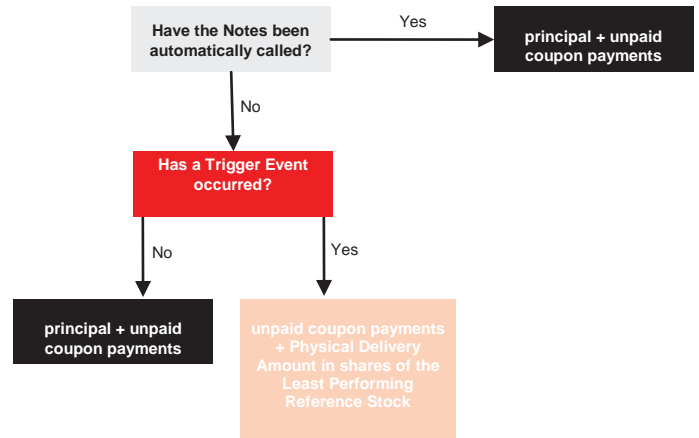 Have the Notes been
automatically called?
Yes
principal + unpaid
coupon payments
No
Has a Trigger Event
occurred?
No
Yes
principal + unpaid
coupon payments
unpaid coupon payments
+ Physical Delivery
Amount in shares of the
Least Performing
Reference Stock